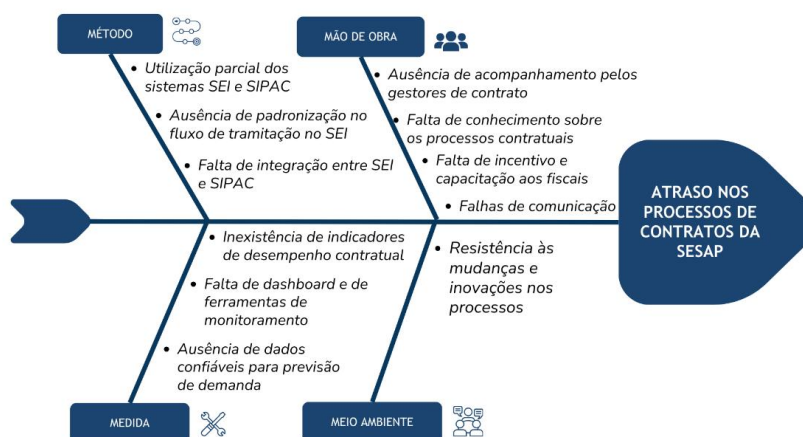 MÉTODO
• Utilização parcial dos
sistemas SEI e SIPAC
• Ausência de padronização no
fluxo de tramitação no SEI
• Falta de integração entre SEI
e SIPAC
MÃO DE OBRA
• Ausência de acompanhamento pelos
gestores de contrato
• Falta de conhecimento sobre
os processos contratuais
• Falta de incentivo e
capacitação aos fiscais
• Falhas de comunicação
ATRASO NOS
PROCESSOS DE
CONTRATOS DA
SESAP
• Inexistência de indicadores
de desempenho contratual
• Falta de dashboard e de
ferramentas de
monitoramento
• Ausência de dados
confiáveis para previsão
de demanda
MEDIDA
• Resistência às
mudanças e
inovações nos
processos
MEIO AMBIENTE